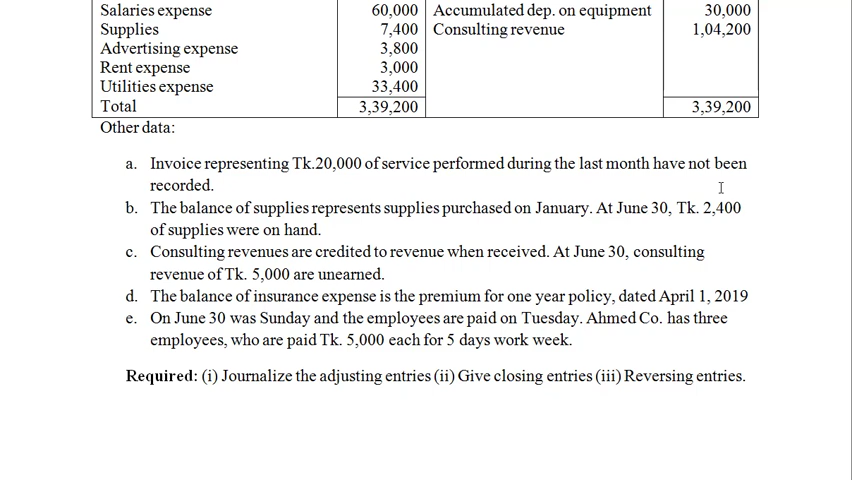 Salaries expense 60,000 Accumulated dep. on equipment 30,000
Supplies 7,400 Consulting revenue 1,04,200
Advertising expense 3,800
Rent expense 3,000
Utilities expense 33,400
Total 3,39,200 3,39,200
Other data:
a. Invoice representing Tk.20,000 of service performed during the last month have not been
recorded.
b. The balance of supplies represents supplies purchased on January. At June 30, Tk. 2,400
of supplies were on hand.
c. Consulting revenues are credited to revenue when received. At June 30, consulting
revenue of Tk. 5,000 are unearned.
d. The balance of insurance expense is the premium for one year policy, dated April 1, 2019
e. On June 30 was Sunday and the employees are paid on Tuesday. Ahmed Co. has three
employees, who are paid Tk. 5,000 each for 5 days work week.
Required: (i) Journalize the adjusting entries (ii) Give closing entries (iii) Reversing entries.